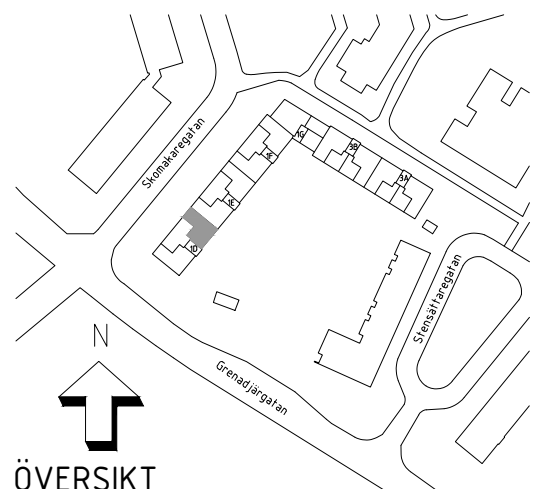 Skomakaregatan
1G
3B
1F
3A
1E
1D
Stensättaregatan
Grenadjärgatan
N
ÖVERSIKT